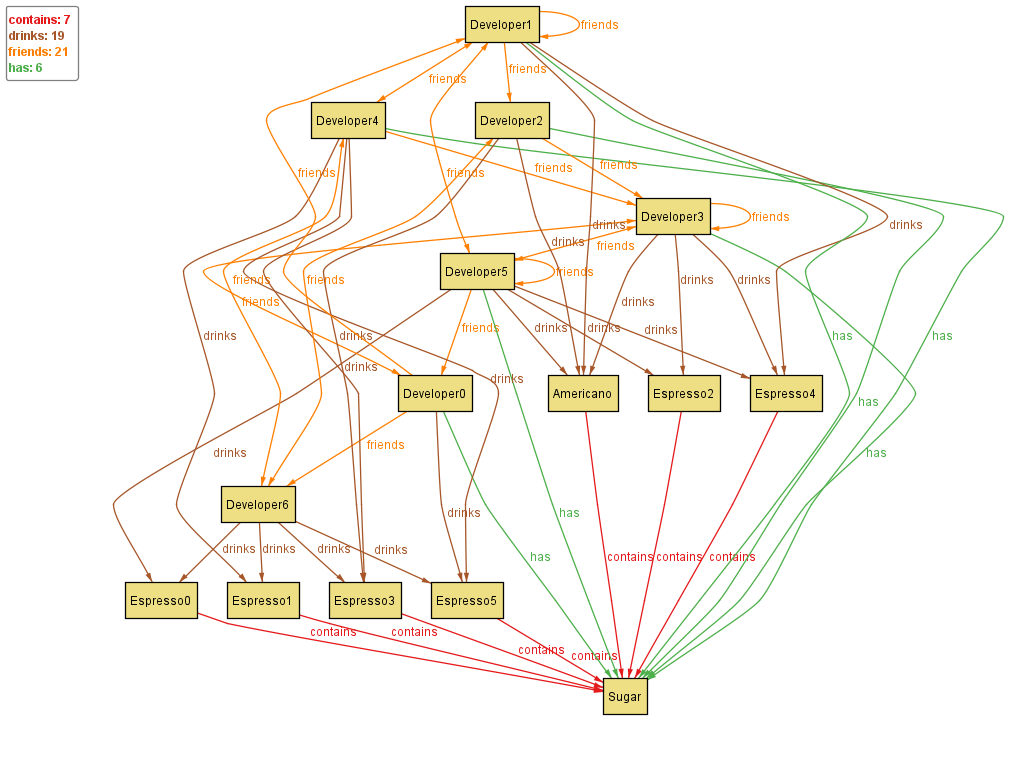 contains: 7
drinks: 19
friends: 21
has: 6
Developer1
friends
friends
friends
Developer4
Developer2
friends
friends
friends
friends
Developer3
friends
drinks
drinks
drinks
friends
Developer5
friends
friends
friends
friends
drinks
drinks
drinks
friends
drinks
drinks
drinks
drinks
drinks
has
has
drinks
drinks
Developer0
Americano
Espresso2
Espresso4
has
friends
drinks
has
Developer6
drinks
has
drinks
drinks
drinks
drinks
has
contains
contains
contains
Espresso0
Espresso1
Espresso3
Espresso5
contains
contains
contains
contains
Sugar